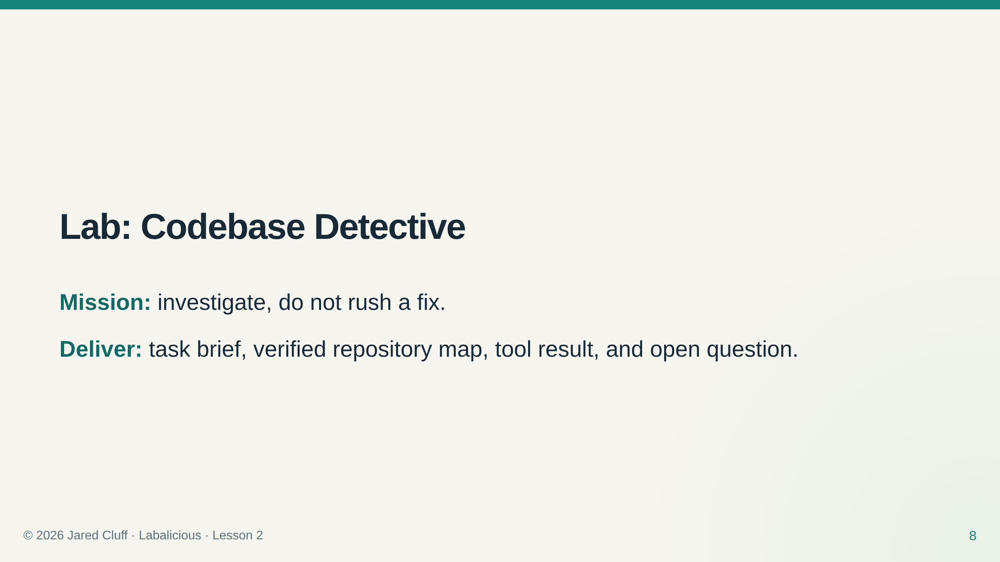 Lab: Codebase Detective
Mission: investigate, do not rush a fix.
Deliver: task brief, verified repository map, tool result, and open question.
© 2026 Jared Cluff · Labalicious · Lesson 2
8